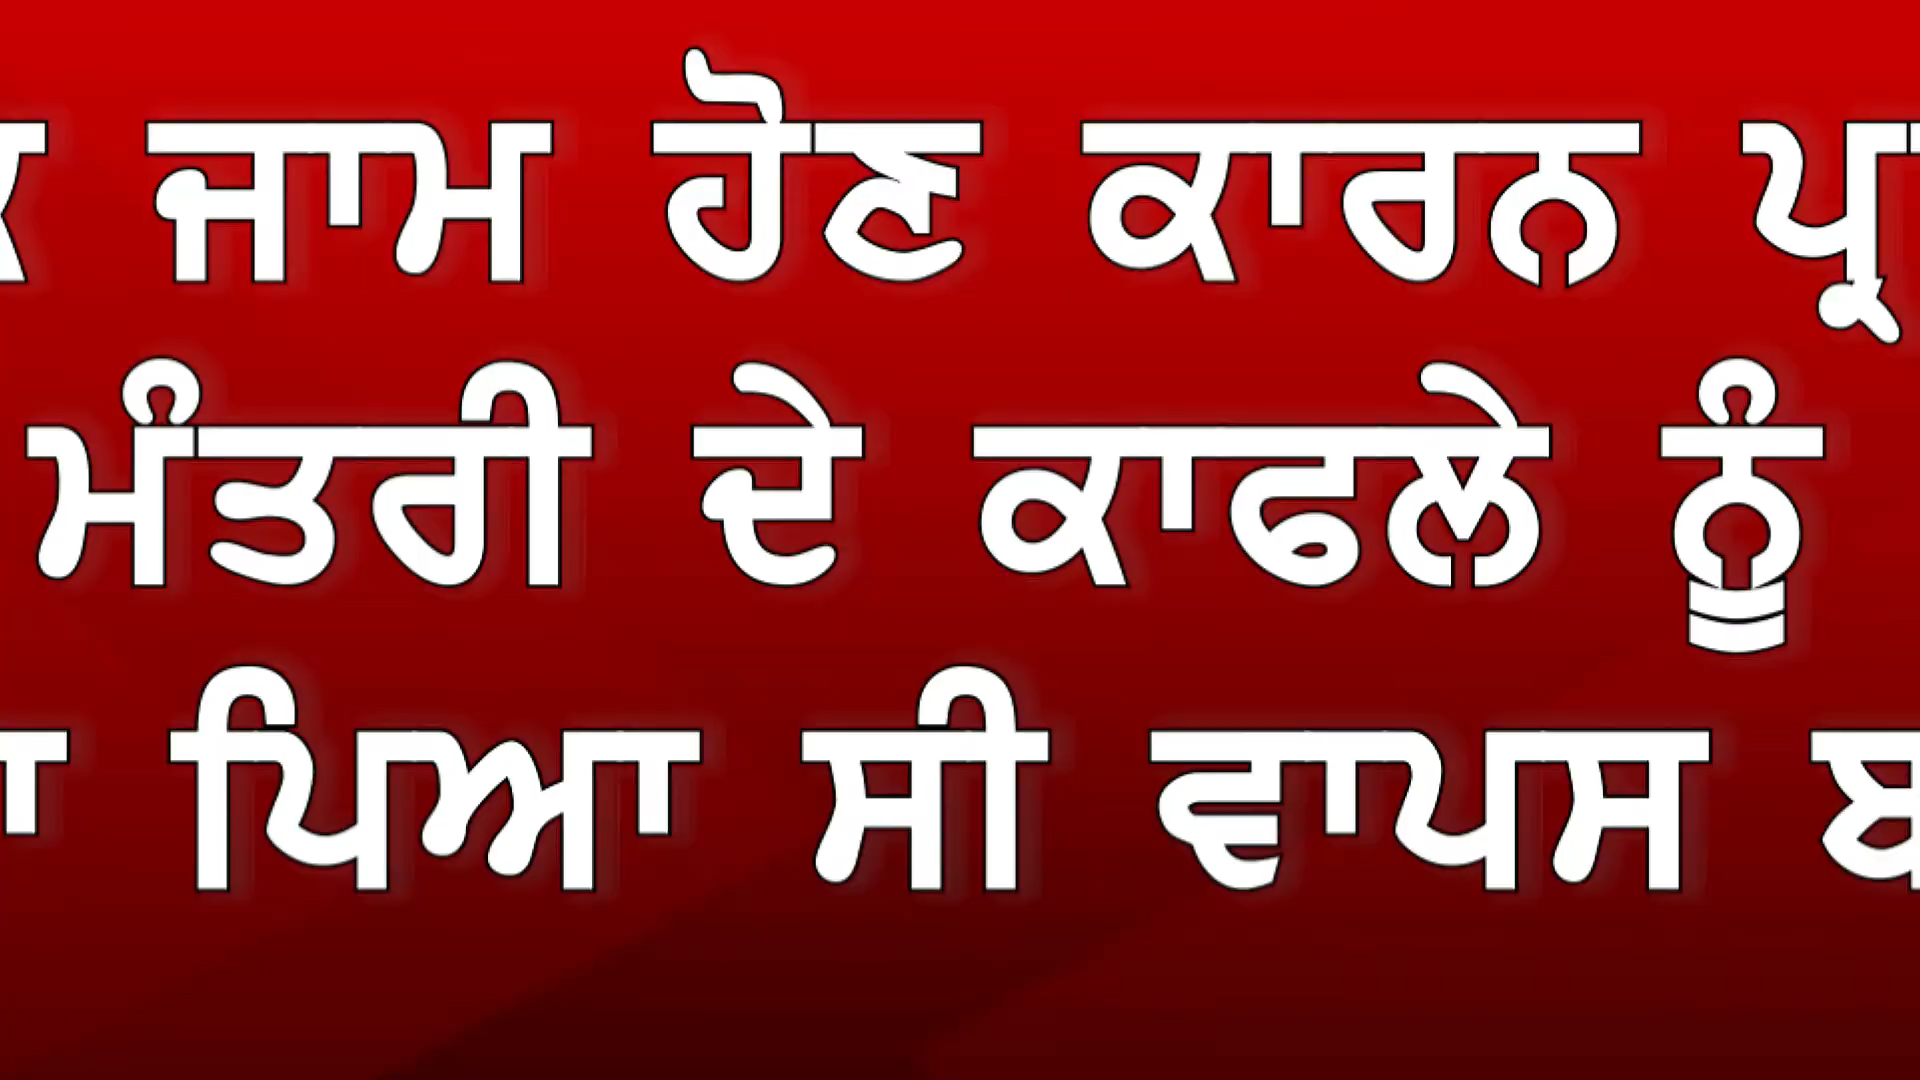 ਜਾਮ ਹੋਣ ਕਾਰਨ
ਮੰਤਰੀ ਦੇ ਕਾਫਲੇ ਨੂੰ
ਪਿਆ ਸੀ ਵਾਪਸ